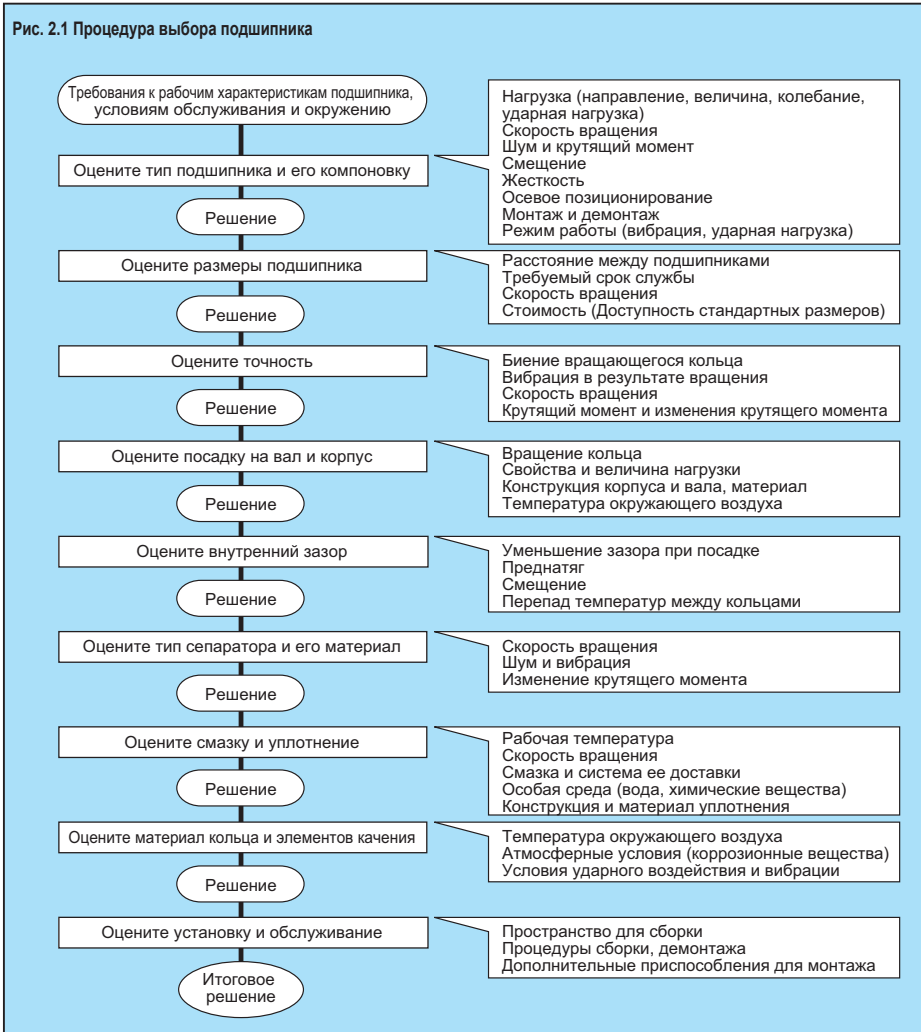 Рис. 2.1 Процедура выбора подшипника
Требования к рабочим характеристикам подшипника,
условиям обслуживания и окружению
Оцените тип подшипника и его компоновку
Нагрузка (направление, величина, колебание,
ударная нагрузка)
Скорость вращения
Шум и крутящий момент
Смещение
Жесткость
Осевое позиционирование
Монтаж и демонтаж
Режим работы (вибрация, ударная нагрузка)
Решение
Оцените размеры подшипника
Расстояние между подшипниками
Требуемый срок службы
Скорость вращения
Стоимость (Доступность стандартных размеров)
Решение
Оцените точность
Биение вращающегося кольца
Вибрация в результате вращения
Скорость вращения
Крутящий момент и изменения крутящего момента
Решение
Оцените посадку на вал и корпус
Вращение кольца
Свойства и величина нагрузки
Конструкция корпуса и вала, материал
Температура окружающего воздуха
Решение
Оцените внутренний зазор
Уменьшение зазора при посадке
Преднатяг
Смещение
Перепад температур между кольцами
Решение
Оцените тип сепаратора и его материал
Скорость вращения
Шум и вибрация
Изменение крутящего момента
Решение
Оцените смазку и уплотнение
Рабочая температура
Скорость вращения
Смазка и система ее доставки
Особая среда (вода, химические вещества)
Конструкция и материал уплотнения
Решение
Оцените материал кольца и элементов качения
Температура окружающего воздуха
Атмосферные условия (коррозионные вещества)
Условия ударного воздействия и вибрации
Решение
Оцените установку и обслуживание
Пространство для сборки
Процедуры сборки, демонтажа
Дополнительные приспособления для монтажа
Итоговое
решение